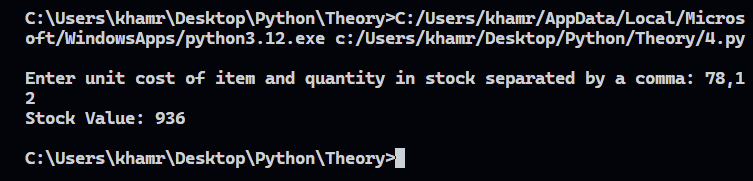 C:\Users\khamr\Desktop\Python\Theory>C:/Users/khamr/AppData/Local/Micros
oft/WindowsApps/python3.12.exe c:/Users/khamr/Desktop/Python/Theory/4.py
Enter unit cost of item and quantity in stock separated by a comma: 78,1
2
Stock Value: 936
C:\Users\khamr\Desktop\Python\Theory>